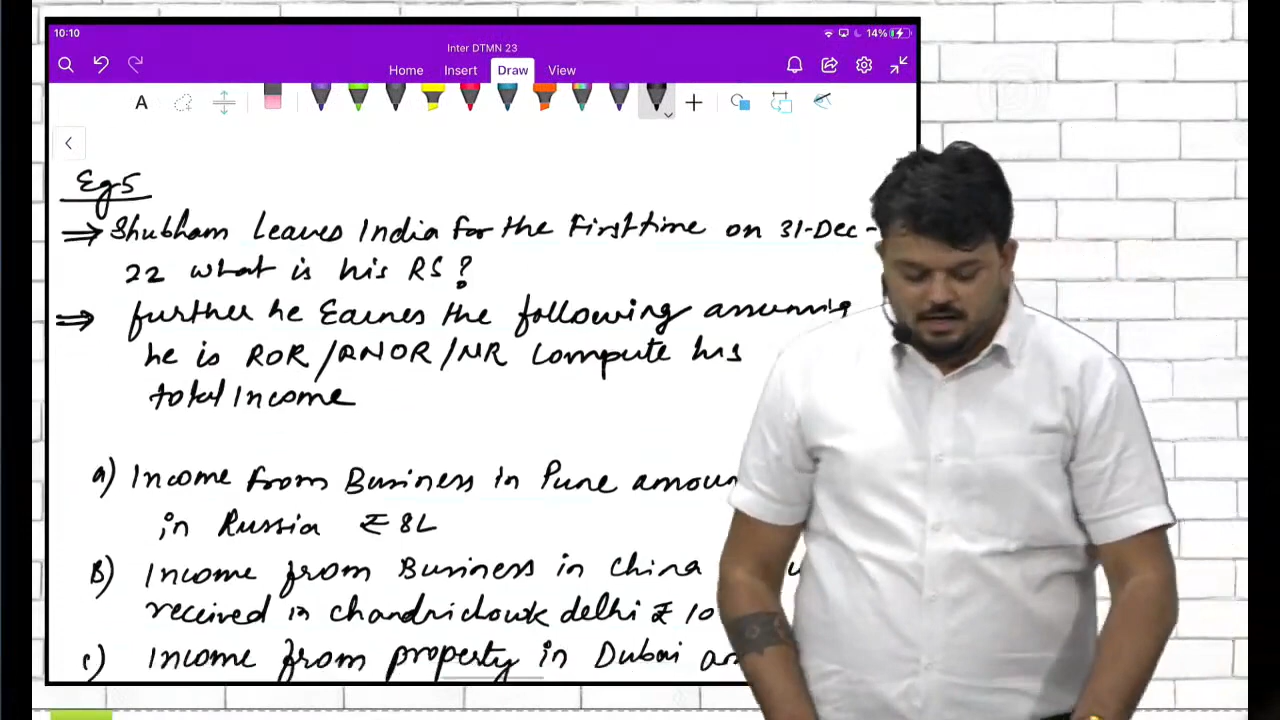 10:10
14%
Inter DTMN 23
Home Insert Draw View
A
Eg 5
⇒ Shubham Leaves India for the First time on 31-Dec-
22 what is his RS?
⇒ further he Earnes the following assuming
he is ROR/RNOR/NR Compute his
total Income
a) Income from Business in Pune
in Russia ₹ 8L
B) Income from Business in China
received in chandnichowk delhi ₹ 10
c) Income from property in Dubai